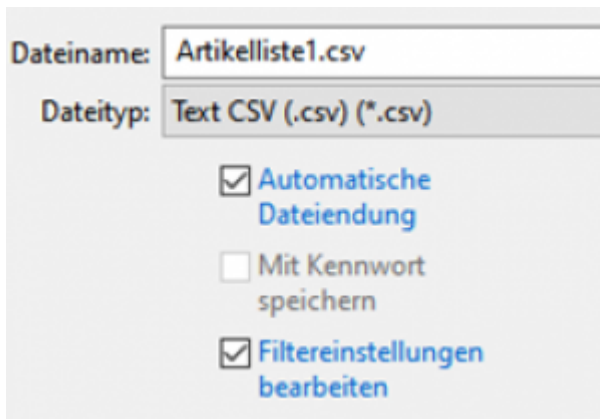 Dateiname: Artikelliste1.csv
Dateityp: Text CSV (.csv) (*.csv)
Automatische
Dateiendung
Mit Kennwort
speichern
Filtereinstellungen
bearbeiten